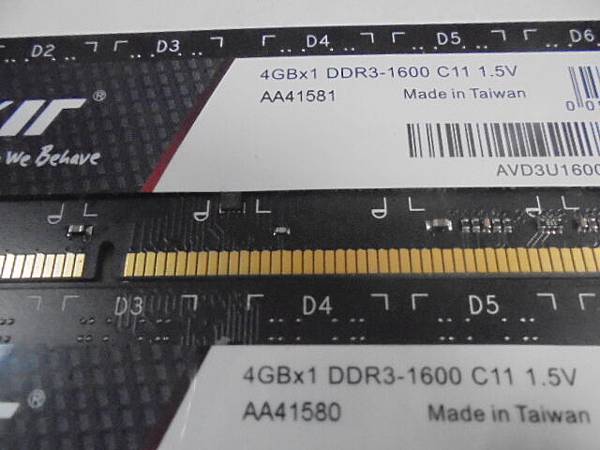 D2 D3 D4 D5 D6
4GBx1 DDR3-1600 C11 1.5V
AA41581 Made in Taiwan
®
We Behave
AVD3U1600
D3 D4 D5
4GBx1 DDR3-1600 C11 1.5V
®
AA41580 Made in Taiwan